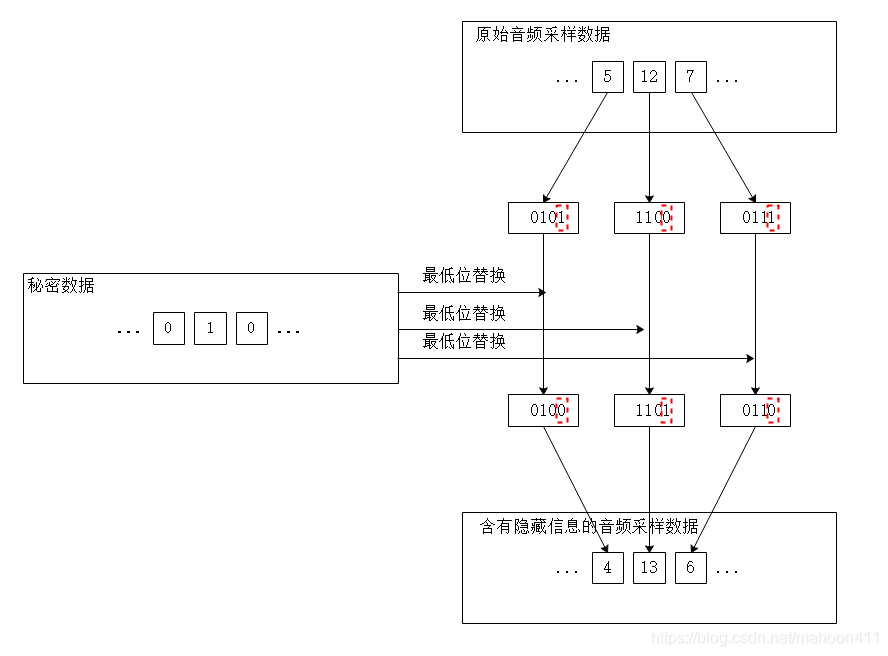 原始音频采样数据
... 5 12 7 ...
0101 1100 0111
最低位替换
秘密数据
最低位替换
... 0 1 0 ...
最低位替换
0100 1101 0110
含有隐藏信息的音频采样数据
... 4 13 6 ...
https://blog.csdn.net/mahoon411